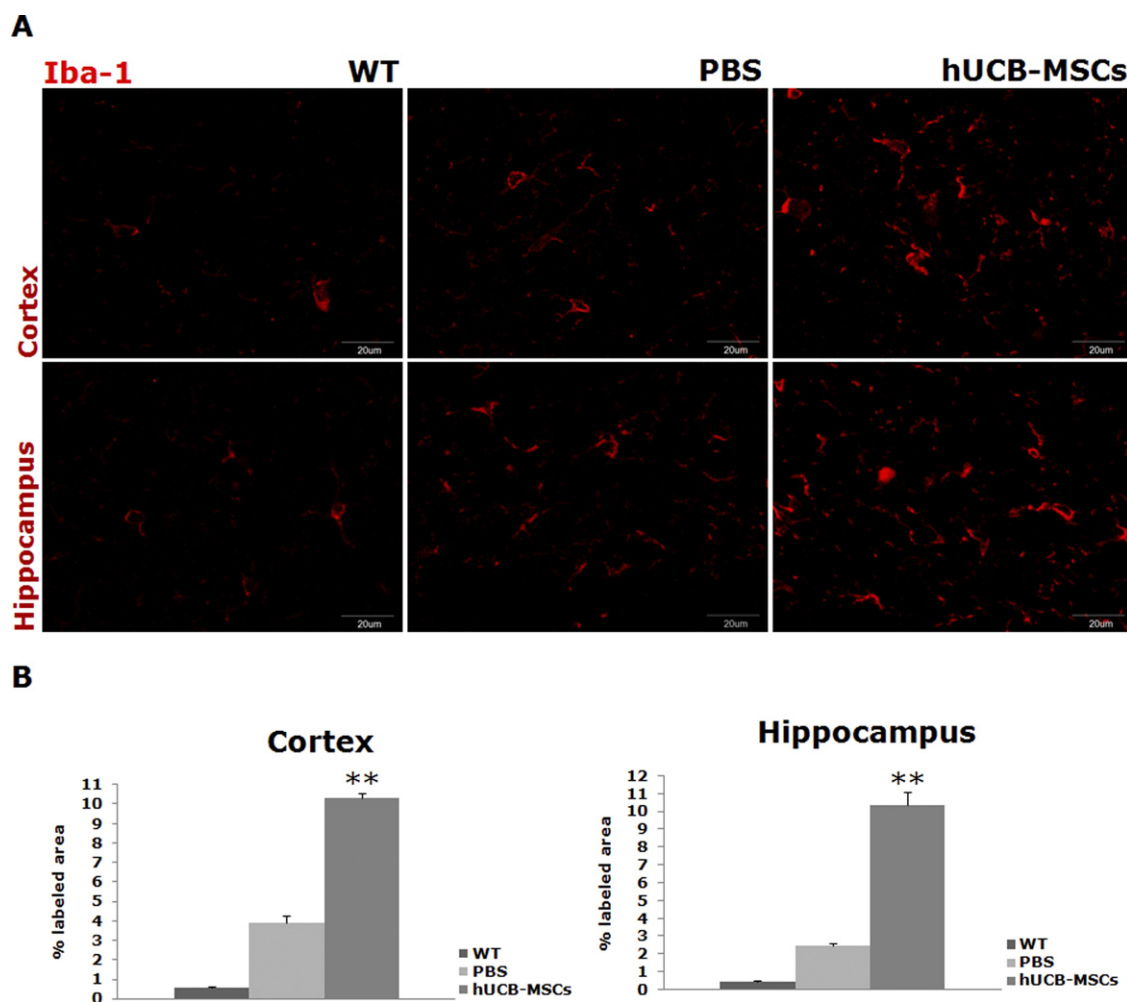 A
Iba-1 WT PBS hUCB-MSCs
Cortex
20um 20um 20um
Hippocampus
20um 20um 20um
B
Cortex
**
% labeled area
11
10
9
8
7
6
5
4
3
2
1
0
WT
PBS
hUCB-MSCs
Hippocampus
**
% labeled area
12
11
10
9
8
7
6
5
4
3
2
1
0
WT
PBS
hUCB-MSCs